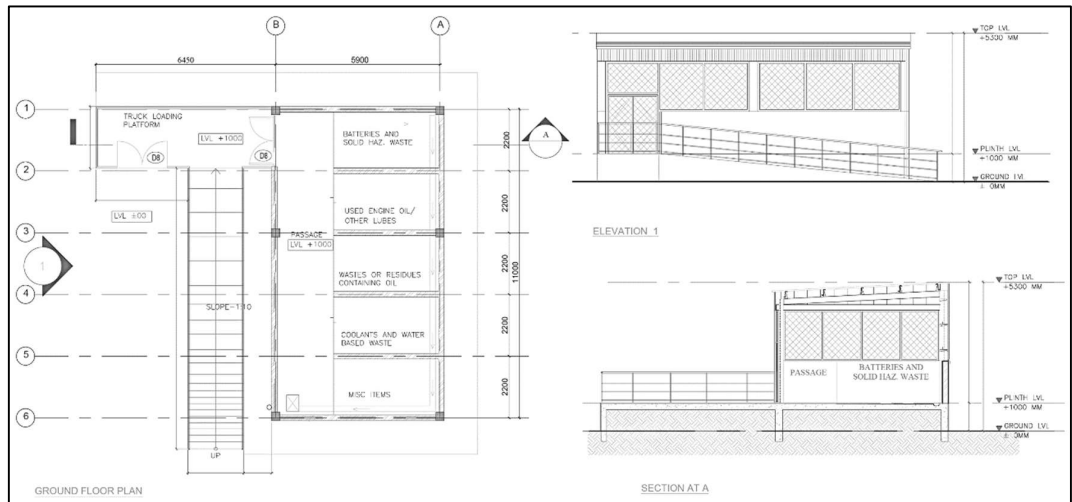 B
A
6450
5900
1
TRUCK LOADING
PLATFORM
LVL +1000
D8
D8
BATTERIES AND
SOLID HAZ. WASTE
A
2200
2
LVL ±00
USED ENGINE OIL/
OTHER LUBES
2200
3
PASSAGE
LVL +1000
1
WASTES OR RESIDUES
CONTAINING OIL
2200
11000
4
SLOPE-1:10
COOLANTS AND WATER
BASED WASTE
2200
5
MISC ITEMS
2200
6
UP
GROUND FLOOR PLAN
TOP LVL
+5300 MM
PLINTH LVL
+1000 MM
GROUND LVL
± 0MM
ELEVATION 1
TOP LVL
+5300 MM
PASSAGE
BATTERIES AND
SOLID HAZ. WASTE
PLINTH LVL
+1000 MM
GROUND LVL
± 0MM
SECTION AT A